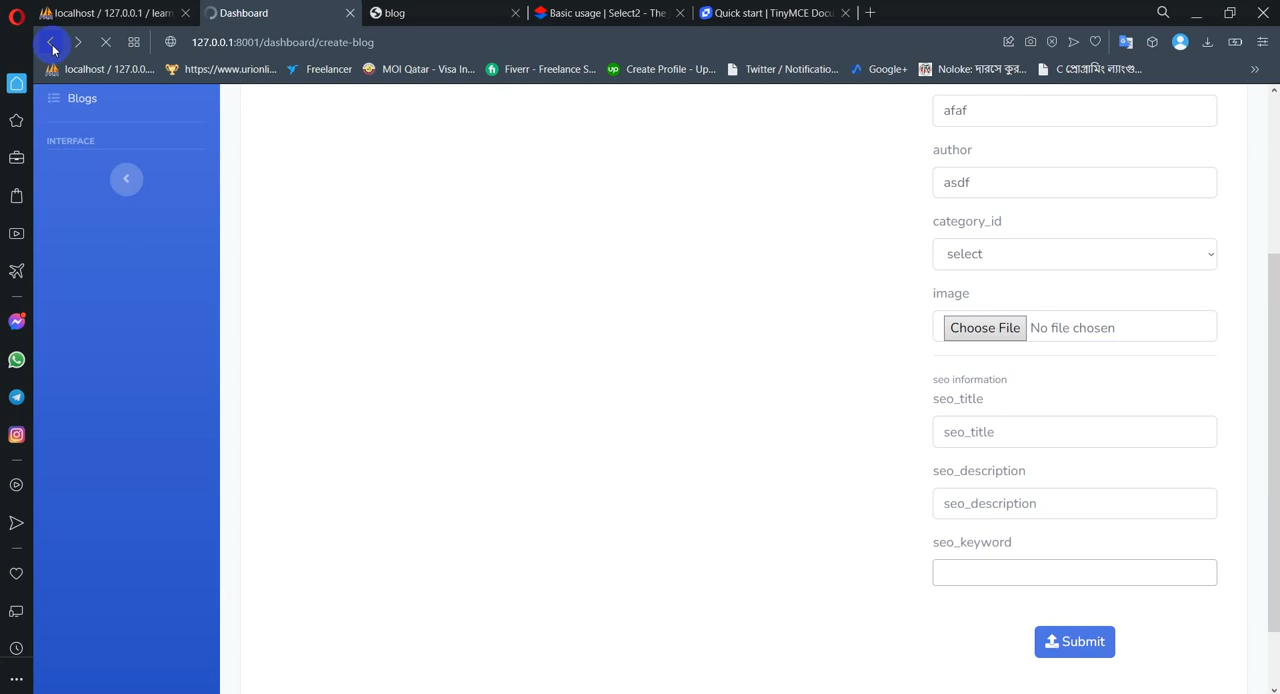 localhost / 127.0.0.1 / learn
Dashboard
blog
Basic usage | Select2 - The
Quick start | TinyMCE Docu
127.0.0.1:8001/dashboard/create-blog
localhost / 127.0.0....
https://www.urionli...
Freelancer
MOI Qatar - Visa In...
Fiverr - Freelance S...
Create Profile - Up...
Twitter / Notificatio...
Google+
Noloke: দারসে কুর...
C প্রোগ্রামিং ল্যাংগু...
Blogs
INTERFACE
afaf
author
asdf
category_id
select
image
Choose File No file chosen
seo information
seo_title
seo_title
seo_description
seo_description
seo_keyword
Submit